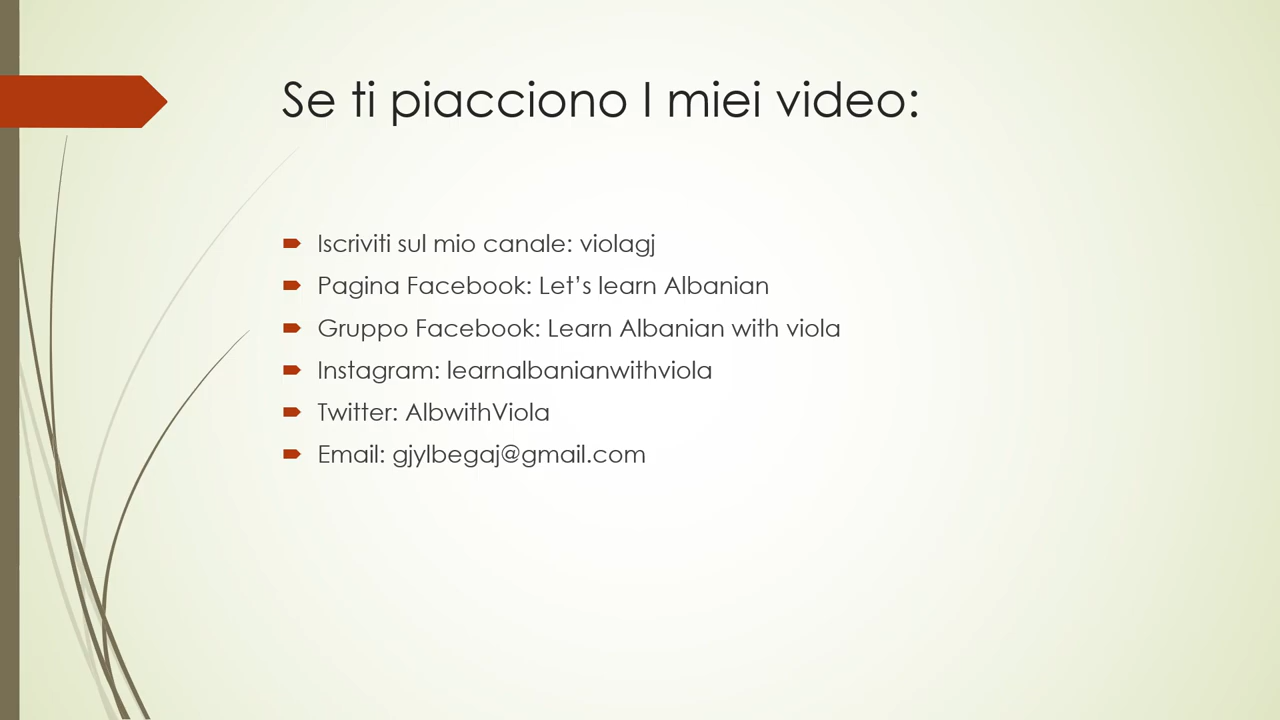 Se ti piacciono I miei video:
Iscriviti sul mio canale: violagj
Pagina Facebook: Let’s learn Albanian
Gruppo Facebook: Learn Albanian with viola
Instagram: learnalbanianwithviola
Twitter: AlbwithViola
Email: gjylbegaj@gmail.com